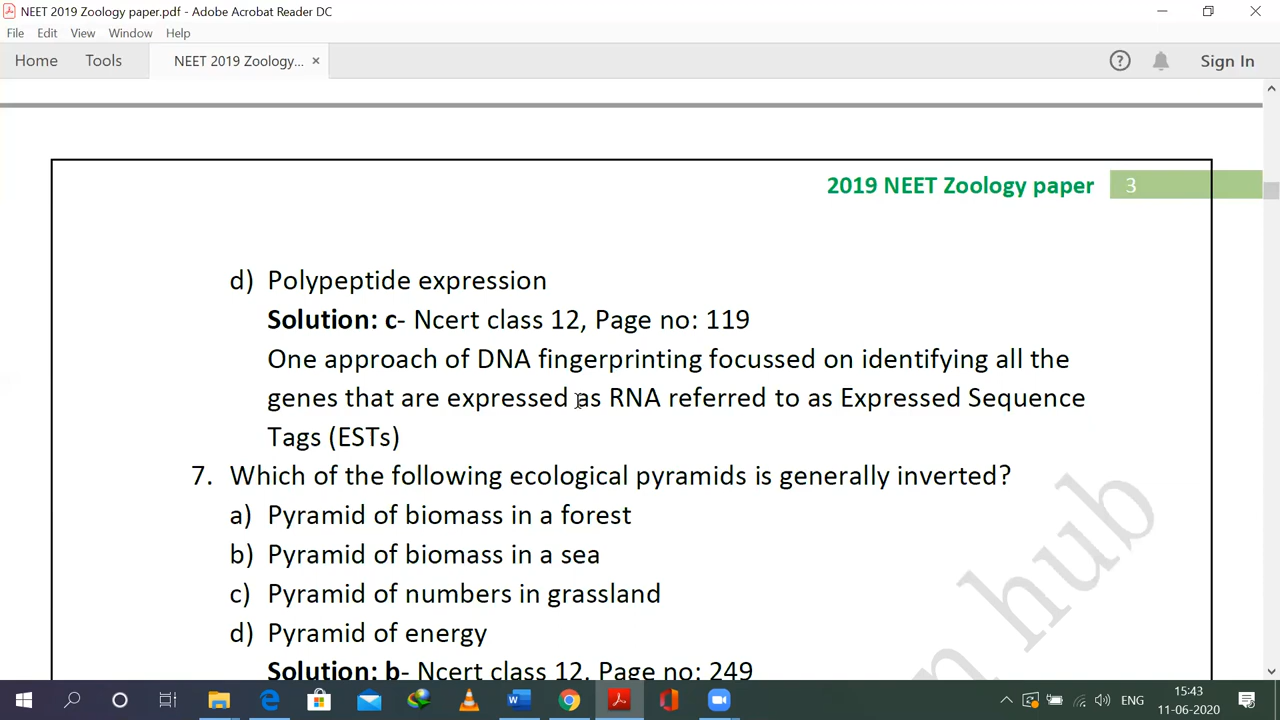 NEET 2019 Zoology paper.pdf - Adobe Acrobat Reader DC
File Edit View Window Help
Home Tools NEET 2019 Zoology... × Sign In
2019 NEET Zoology paper 3
d) Polypeptide expression
Solution: c- Ncert class 12, Page no: 119
One approach of DNA fingerprinting focussed on identifying all the
genes that are expressed as RNA referred to as Expressed Sequence
Tags (ESTs)
7. Which of the following ecological pyramids is generally inverted?
a) Pyramid of biomass in a forest
b) Pyramid of biomass in a sea
c) Pyramid of numbers in grassland
d) Pyramid of energy
Solution: b- Ncert class 12, Page no: 249
hub
ENG 15:43
11-06-2020